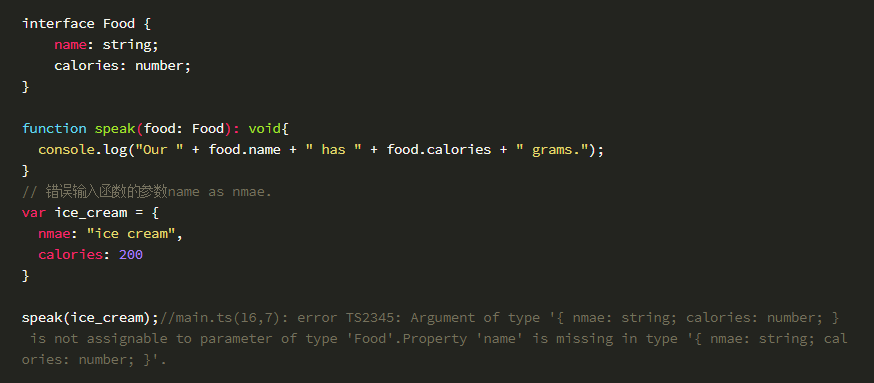 interface Food {
    name: string;
    calories: number;
}
function speak(food: Food): void{
  console.log("Our " + food.name + " has " + food.calories + " grams.");
}
// 错误输入函数的参数name as nmae.
var ice_cream = {
  nmae: "ice cream",
  calories: 200
}
speak(ice_cream);//main.ts(16,7): error TS2345: Argument of type '{ nmae: string; calories: number; }
 is not assignable to parameter of type 'Food'.Property 'name' is missing in type '{ nmae: string; cal
ories: number; }'.